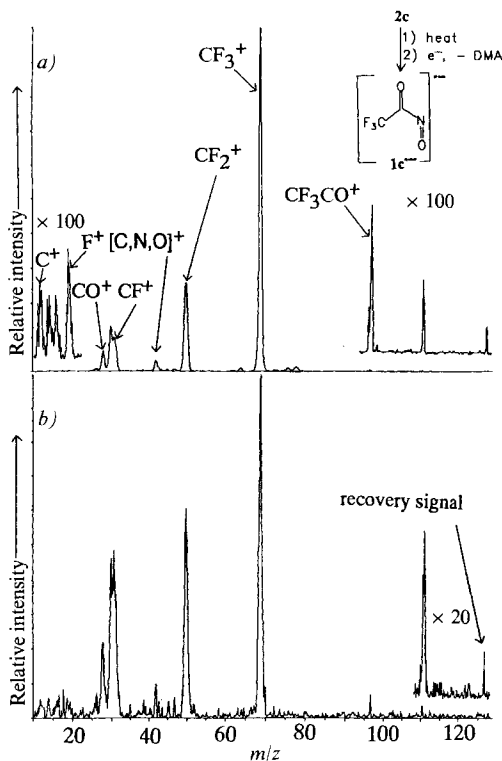 2c
1) heat
2) e⁻, − DMA
a)
CF3+
O
F3C
N
O
1c
CF2+
CF3CO+
× 100
× 100
C+
F+ [C,N,O]+
CO+ CF+
Relative intensity
b)
recovery signal
× 20
Relative intensity
20 40 60 80 100 120
m/z